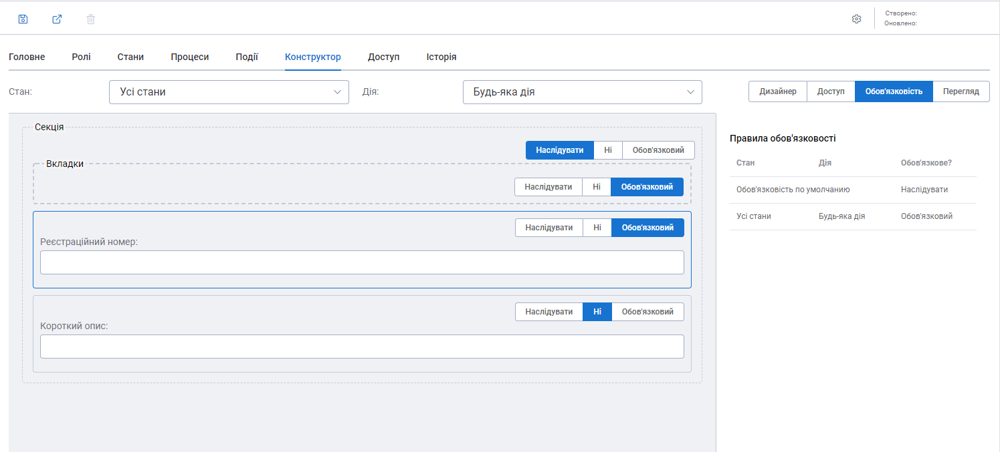 Створено:
Оновлено:
Головне Ролі Стани Процеси Події Конструктор Доступ Історія
Стан: Усі стани Дія: Будь-яка дія Дизайнер Доступ Обов'язковість Перегляд
Секція
Наслідувати Ні Обов'язковий
Вкладки
Наслідувати Ні Обов'язковий
Наслідувати Ні Обов'язковий
Реєстраційний номер:
Наслідувати Ні Обов'язковий
Короткий опис:
Правила обов'язковості
Стан Дія Обов'язкове?
Обов'язковість по умолчанию Наслідувати
Усі стани Будь-яка дія Обов'язковий